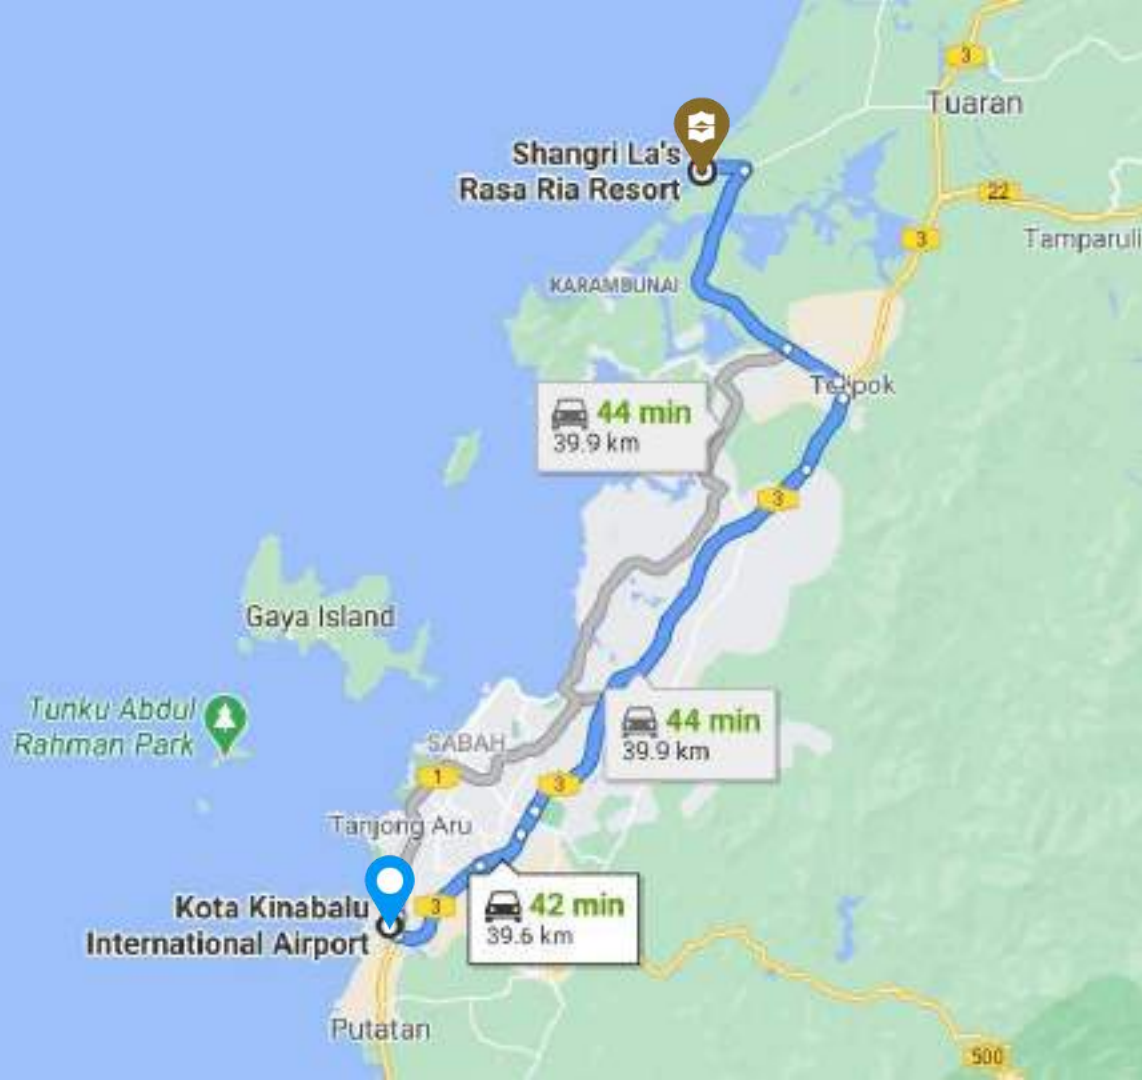 3
Tuaran
Shangri La's
Rasa Ria Resort
22
3
Tamparuli
KARAMBUNAI
Telipok
44 min
39.9 km
3
Gaya Island
Tunku Abdul
Rahman Park
44 min
39.9 km
SABAH
1
3
Tanjong Aru
Kota Kinabalu
International Airport
3
42 min
39.6 km
Putatan
500